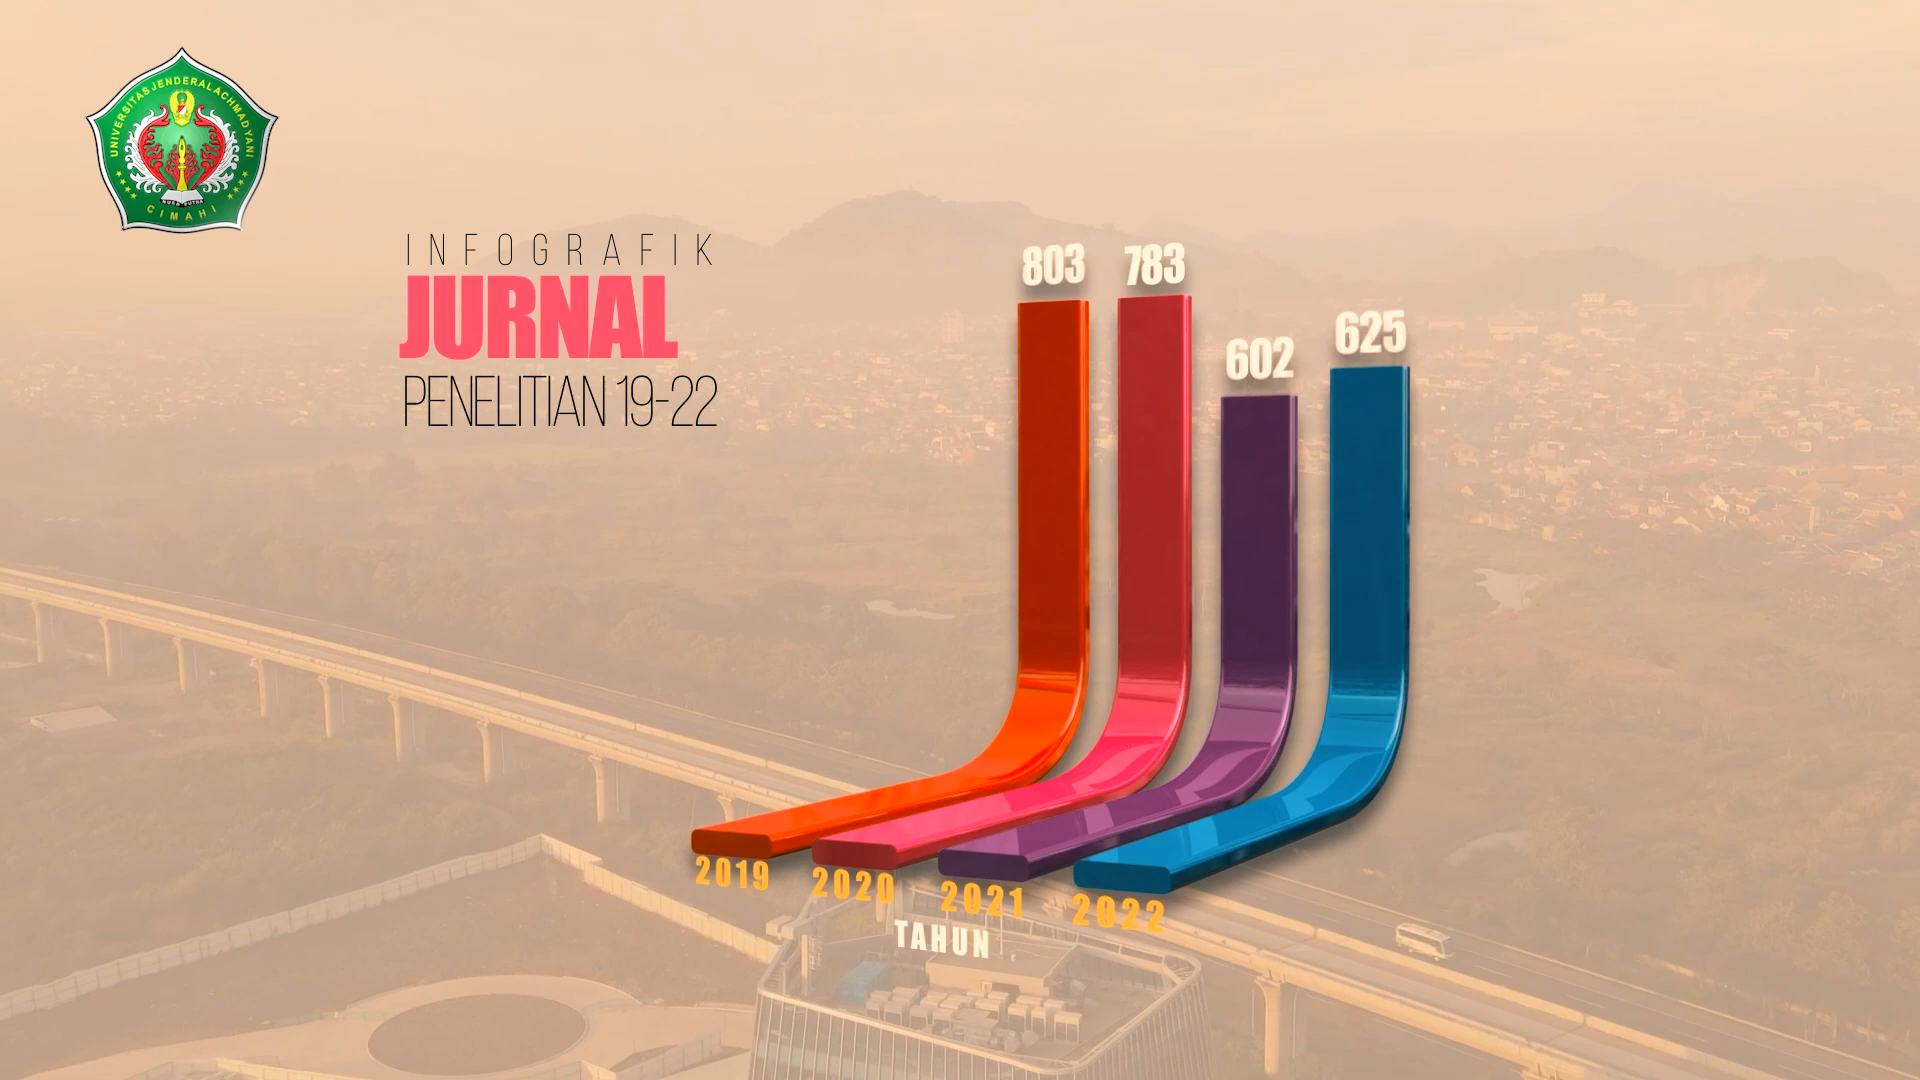 UNIVERSITAS JENDERAL ACHMAD YANI
CIMAHI
INFOGRAFIK
JURNAL
PENELITIAN 19-22
803
783
602
625
2019
2020
2021
2022
TAHUN